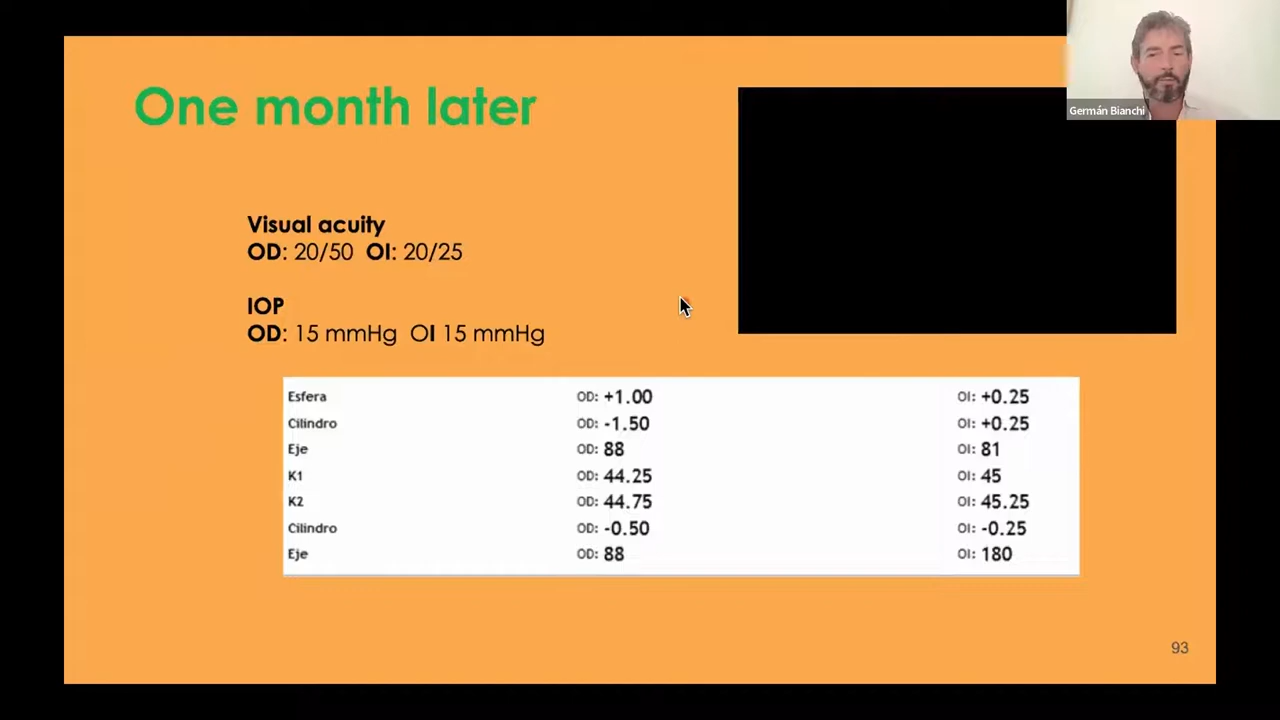 Germán Bianchi
One month later
Visual acuity
OD: 20/50 OI: 20/25
IOP
OD: 15 mmHg OI 15 mmHg
Esfera OD: +1.00 OI: +0.25
Cilindro OD: -1.50 OI: +0.25
Eje OD: 88 OI: 81
K1 OD: 44.25 OI: 45
K2 OD: 44.75 OI: 45.25
Cilindro OD: -0.50 OI: -0.25
Eje OD: 88 OI: 180
93